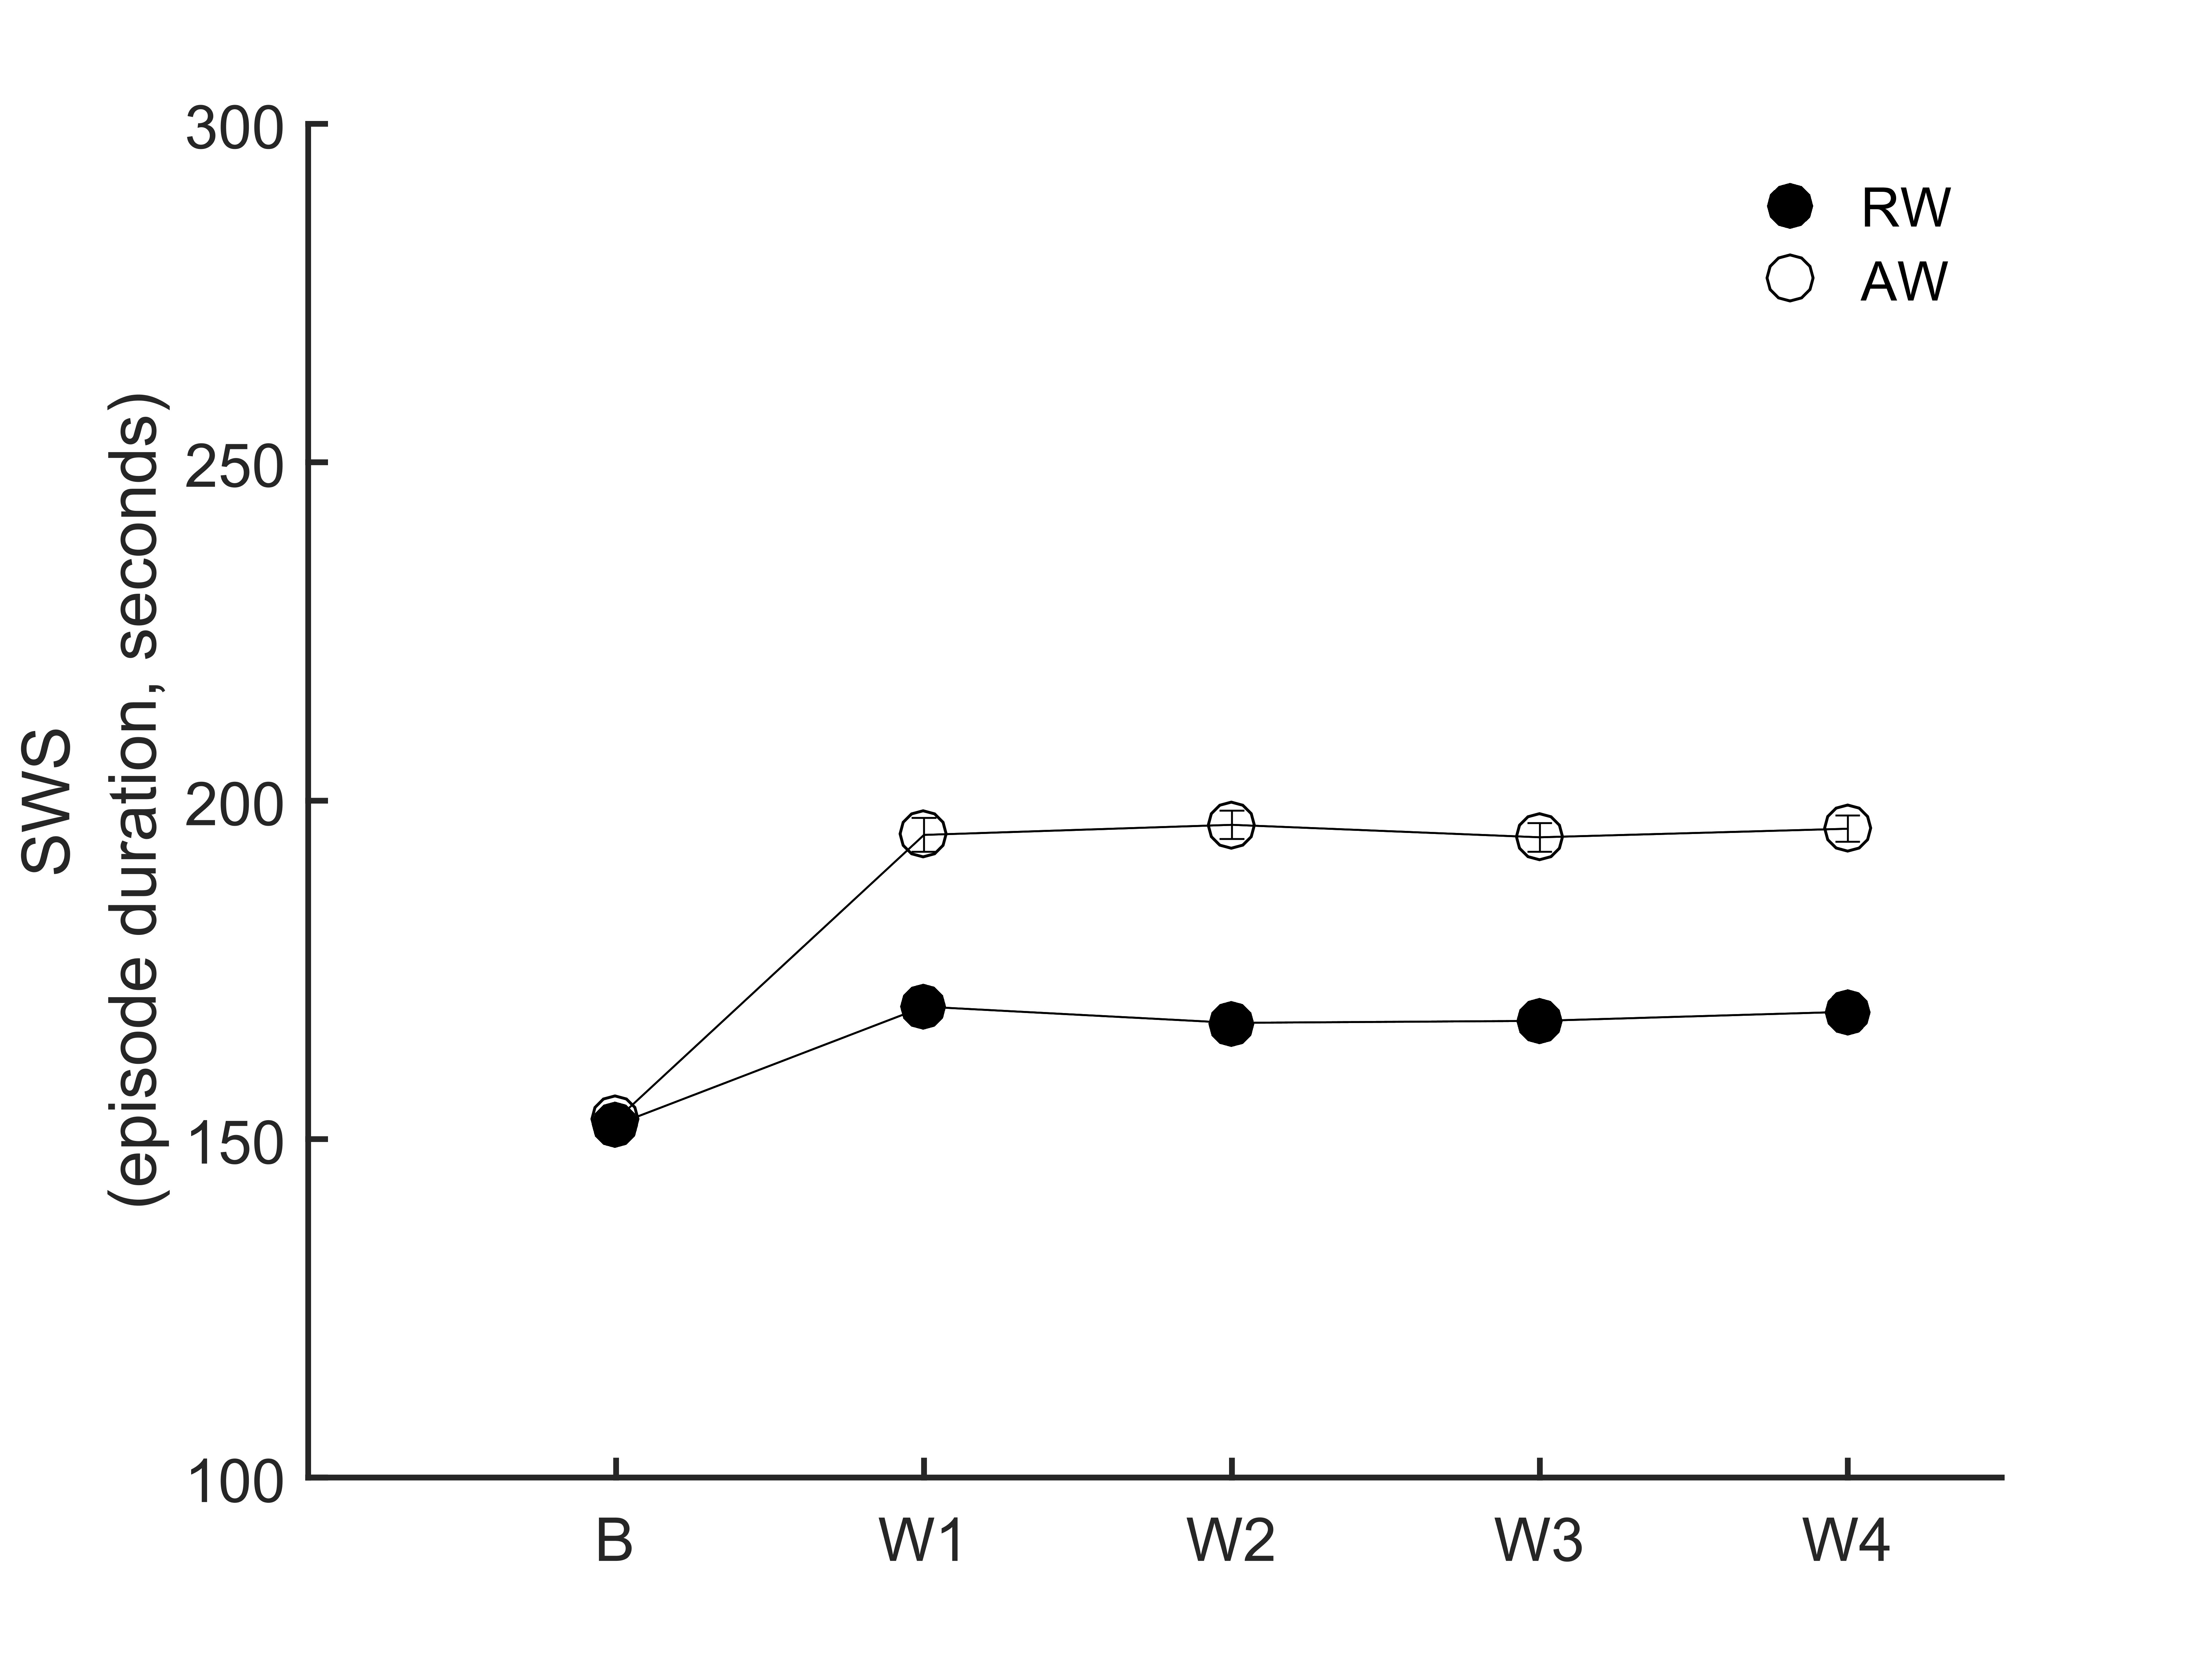 SWS
(episode duration, seconds)
300
250
200
150
100
B
W1
W2
W3
W4
RW
AW